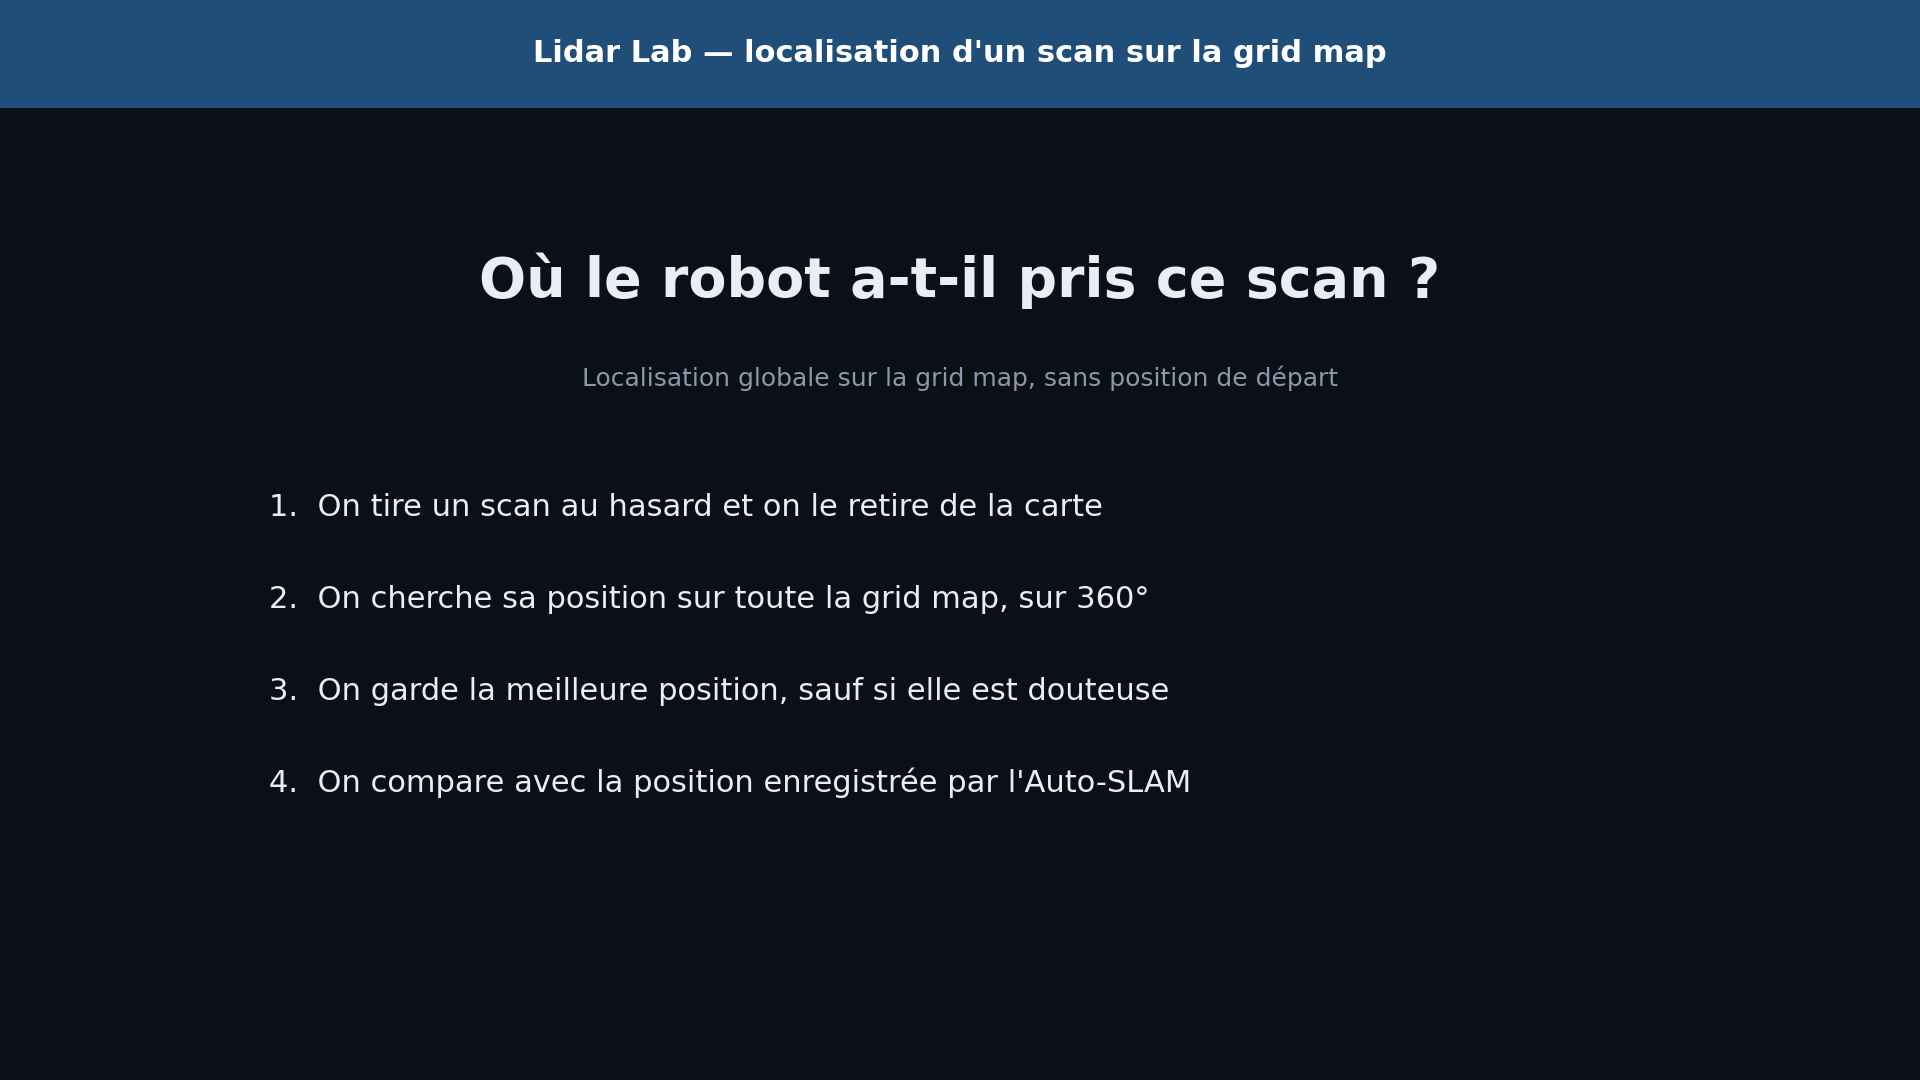 Lidar Lab — localisation d'un scan sur la grid map
Où le robot a-t-il pris ce scan ?
Localisation globale sur la grid map, sans position de départ
1. On tire un scan au hasard et on le retire de la carte
2. On cherche sa position sur toute la grid map, sur 360°
3. On garde la meilleure position, sauf si elle est douteuse
4. On compare avec la position enregistrée par l'Auto-SLAM